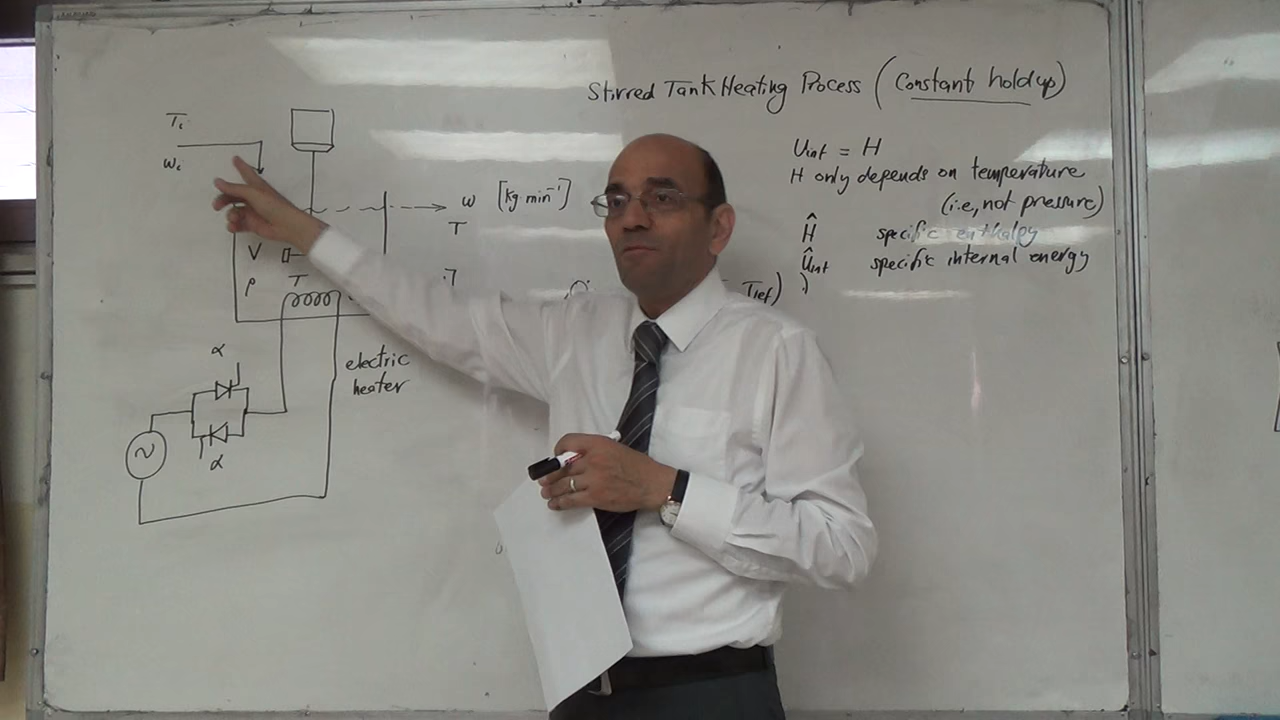 Stirred Tank Heating Process (Constant holdup)
Ti
wi
w [kg·min⁻¹]
T
V
ρ T
α
electric
heater
~
α
Uint = H
H only depends on temperature
(i.e, not pressure)
Ĥ specific enthalpy
Ûint specific internal energy
Tref)